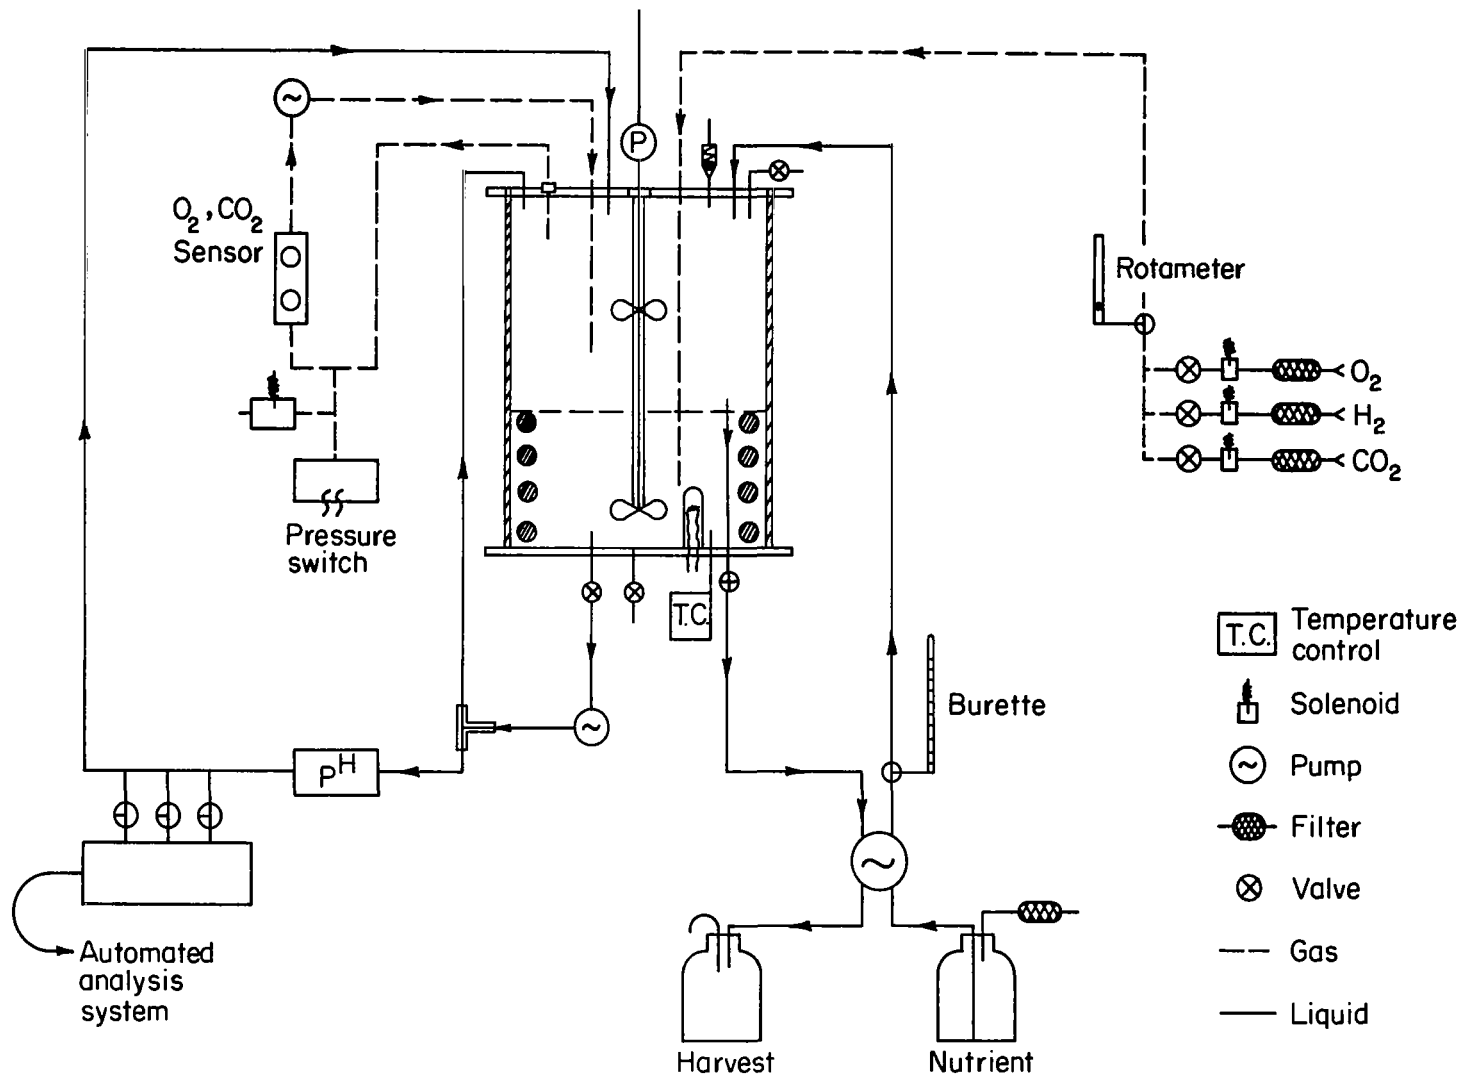 P
O2, CO2
Sensor
Rotameter
O2
H2
CO2
Pressure
switch
T.C.
T.C. Temperature
control
Burette
Solenoid
PH
Pump
Filter
Valve
Automated
analysis
system
Gas
Liquid
Harvest
Nutrient